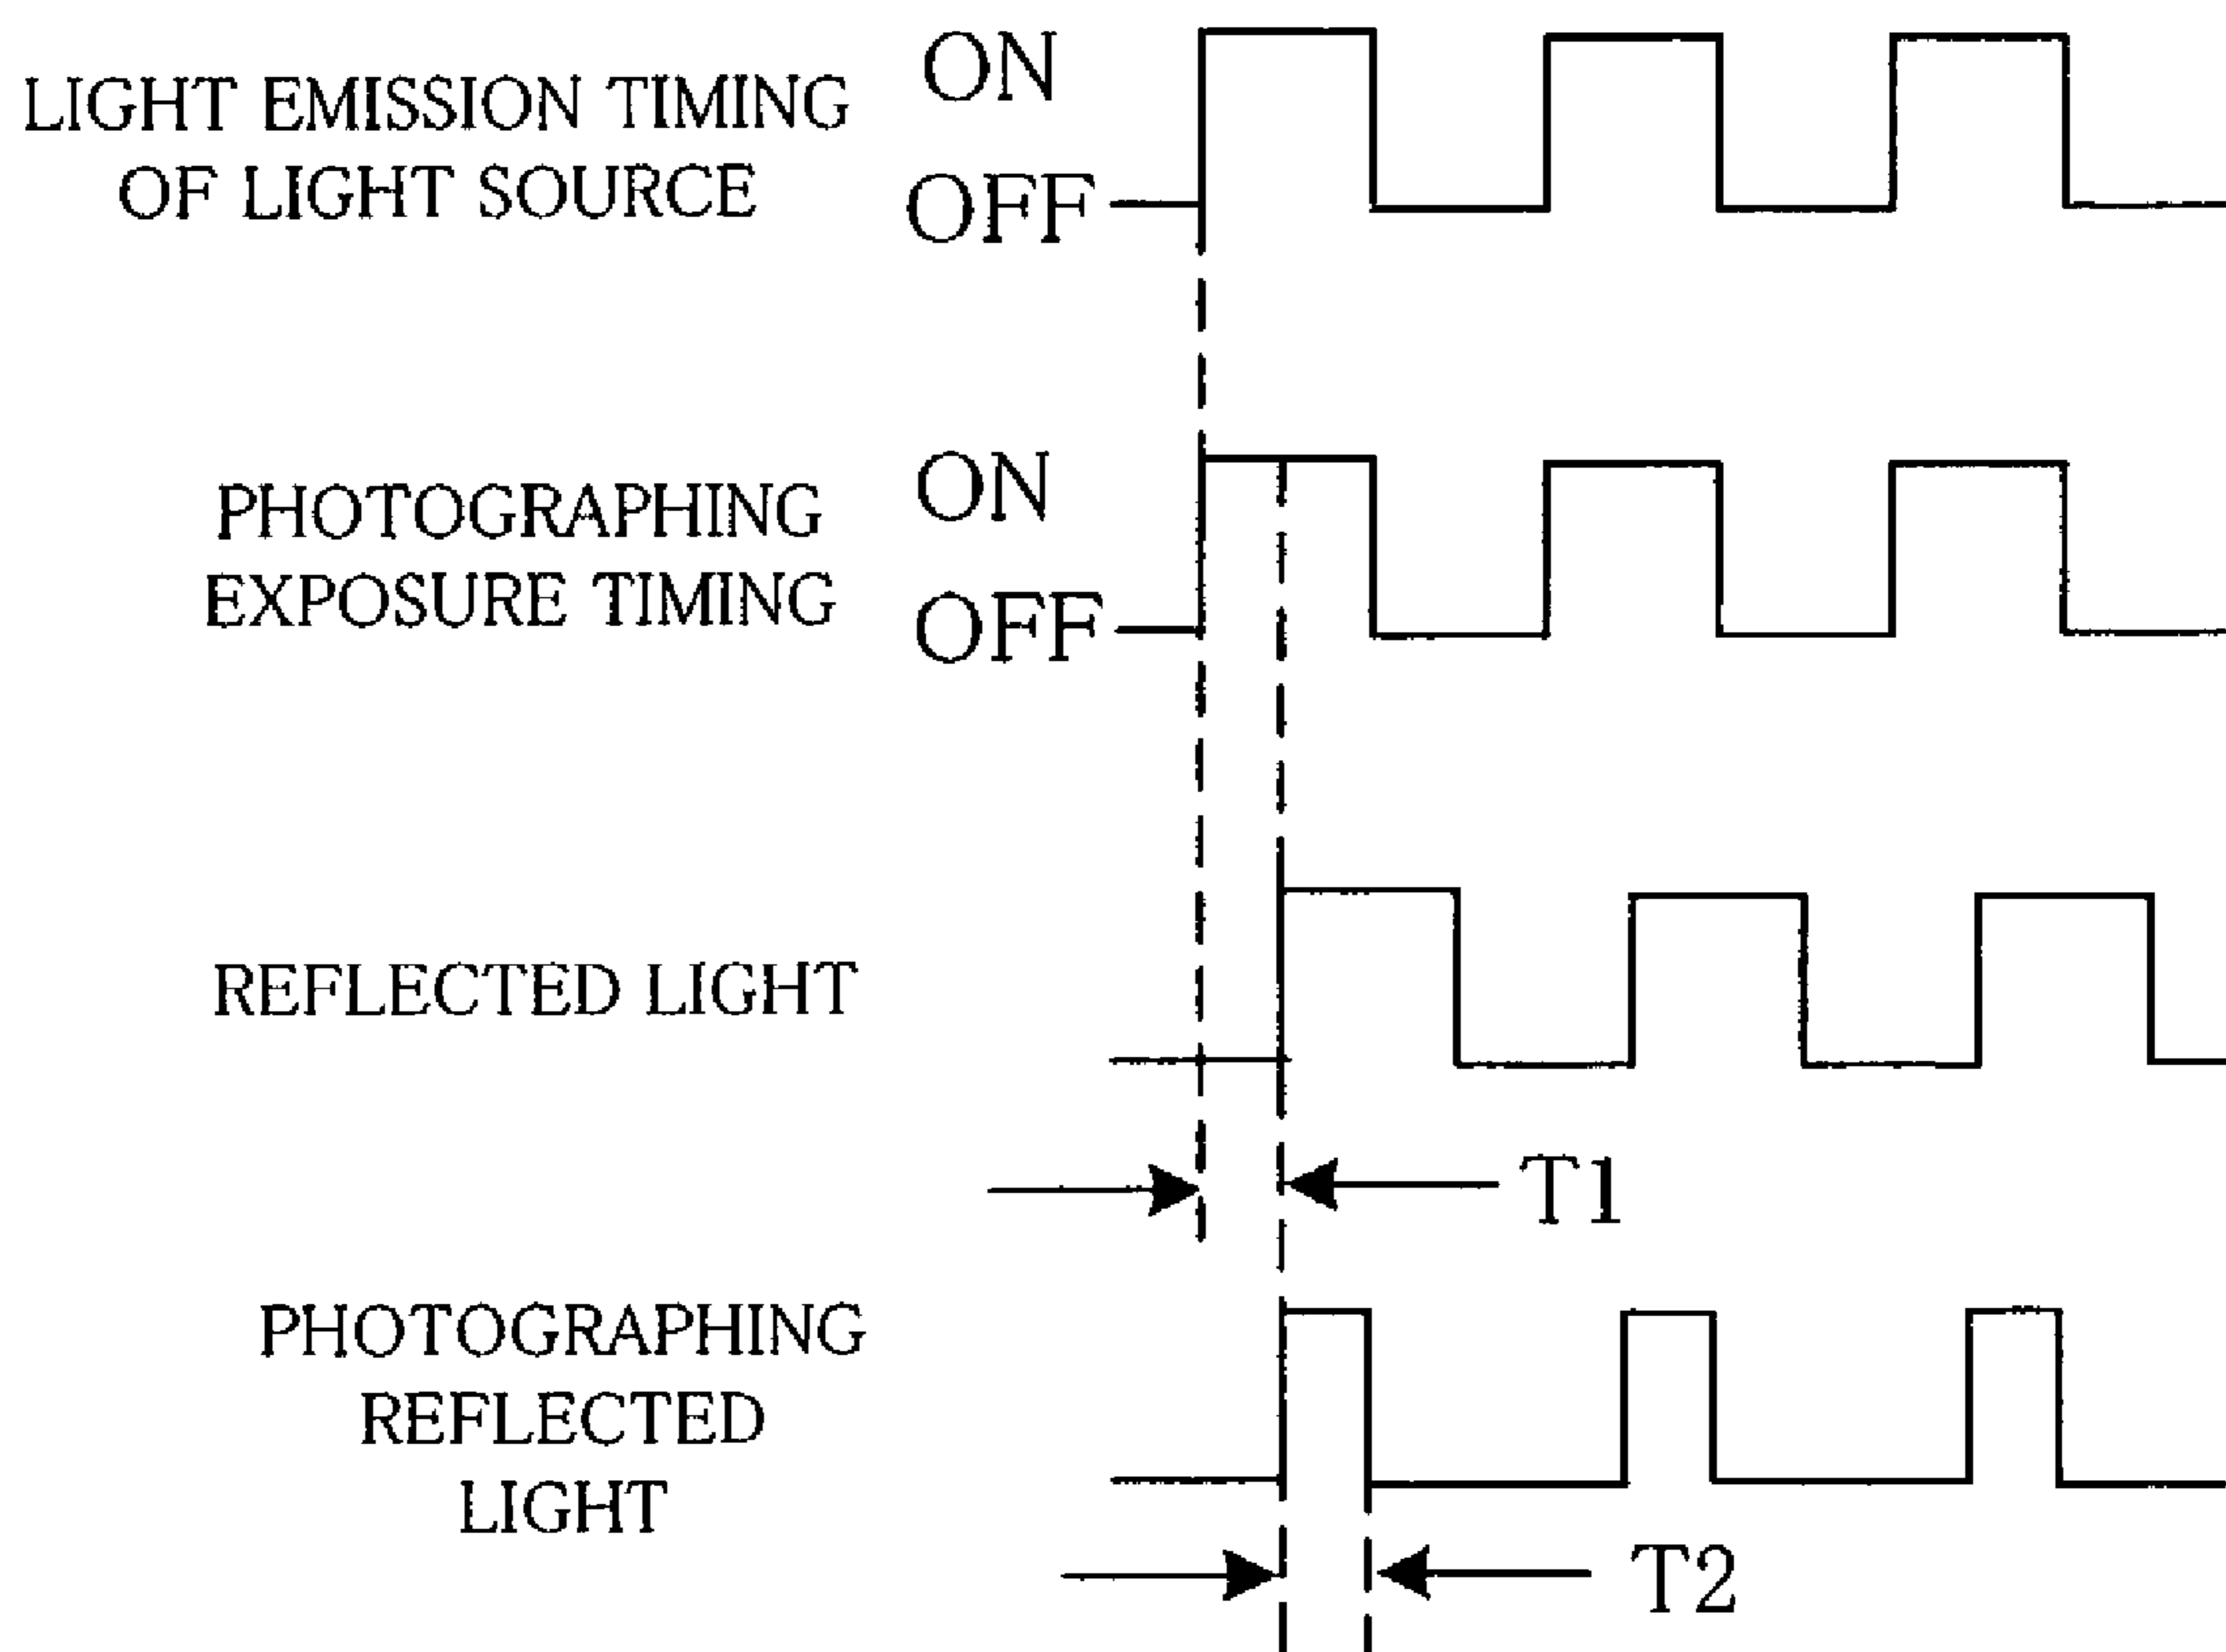 LIGHT EMISSION TIMING
OF LIGHT SOURCE
ON
OFF
PHOTOGRAPHING
EXPOSURE TIMING
ON
OFF
REFLECTED LIGHT
T1
PHOTOGRAPHING
REFLECTED
LIGHT
T2